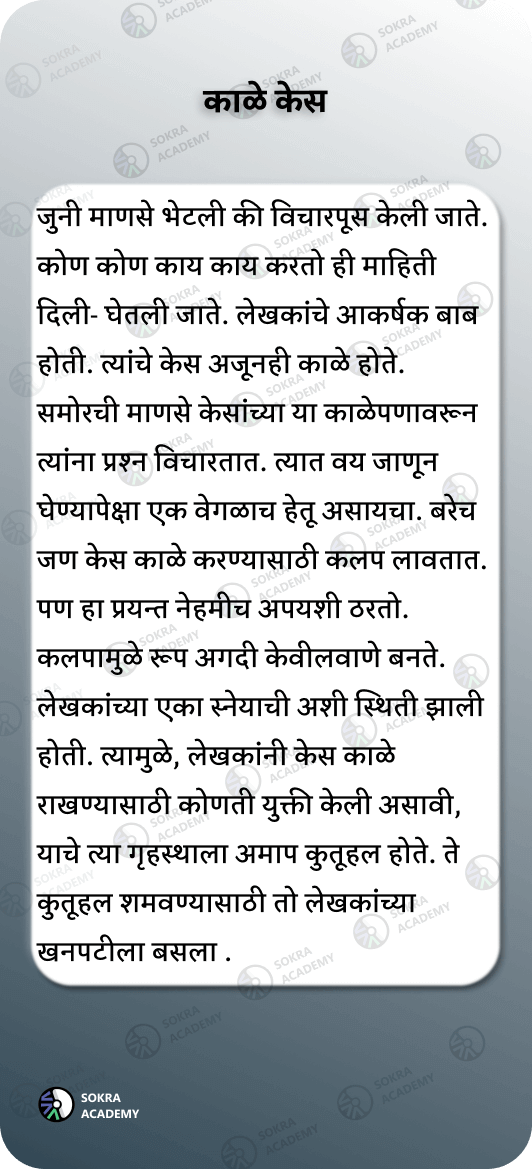 काळे केस
जुनी माणसे भेटली की विचारपूस केली जाते.
कोण कोण काय काय करतो ही माहिती
दिली- घेतली जाते. लेखकांचे आकर्षक बाब
होती. त्यांचे केस अजूनही काळे होते.
समोरची माणसे केसांच्या या काळेपणावरून
त्यांना प्रश्न विचारतात. त्यात वय जाणून
घेण्यापेक्षा एक वेगळाच हेतू असायचा. बरेच
जण केस काळे करण्यासाठी कलप लावतात.
पण हा प्रयन्त नेहमीच अपयशी ठरतो.
कलपामुळे रूप अगदी केवीलवाणे बनते.
लेखकांच्या एका स्नेयाची अशी स्थिती झाली
होती. त्यामुळे, लेखकांनी केस काळे
राखण्यासाठी कोणती युक्ती केली असावी,
याचे त्या गृहस्थाला अमाप कुतूहल होते. ते
कुतूहल शमवण्यासाठी तो लेखकांच्या
खनपटीला बसला .
SOKRA
ACADEMY